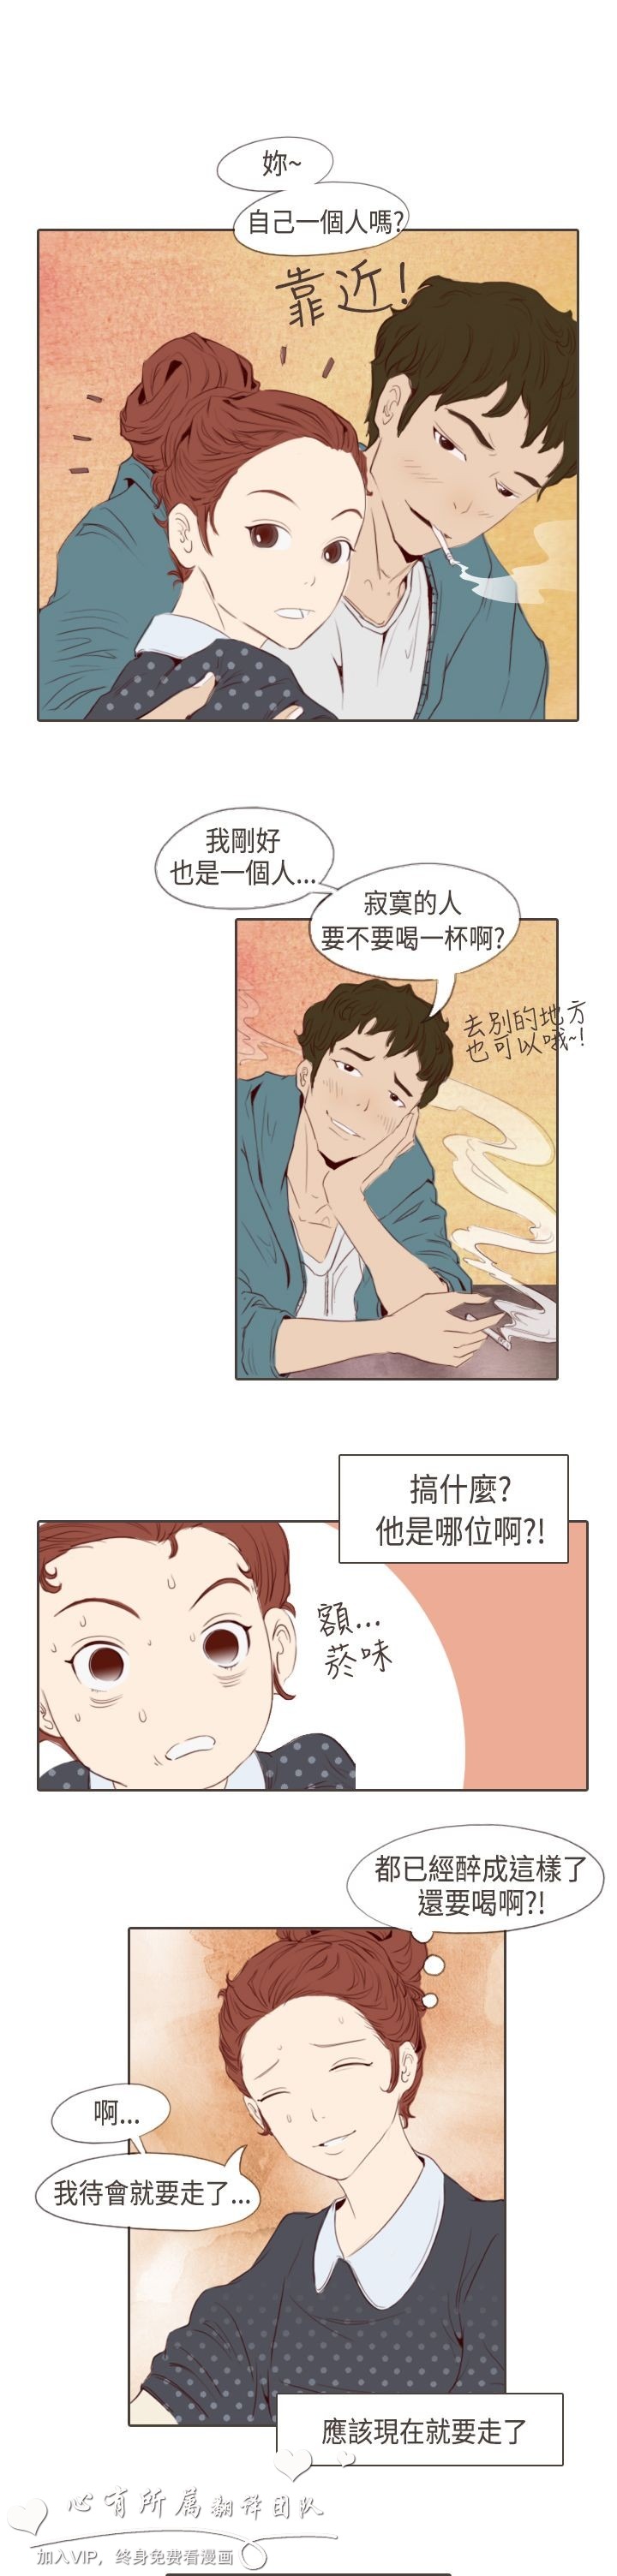 妳~
自己一個人嗎?
靠近!
我剛好
也是一個人...
寂寞的人
要不要喝一杯啊?
去別的地方
也可以哦~!
搞什麼?
他是哪位啊?!
額...
菸味
都已經醉成這樣了
還要喝啊?!
啊...
我待會就要走了...
應該現在就要走了
心有所属翻译团队
加入VIP，终身免费看漫画